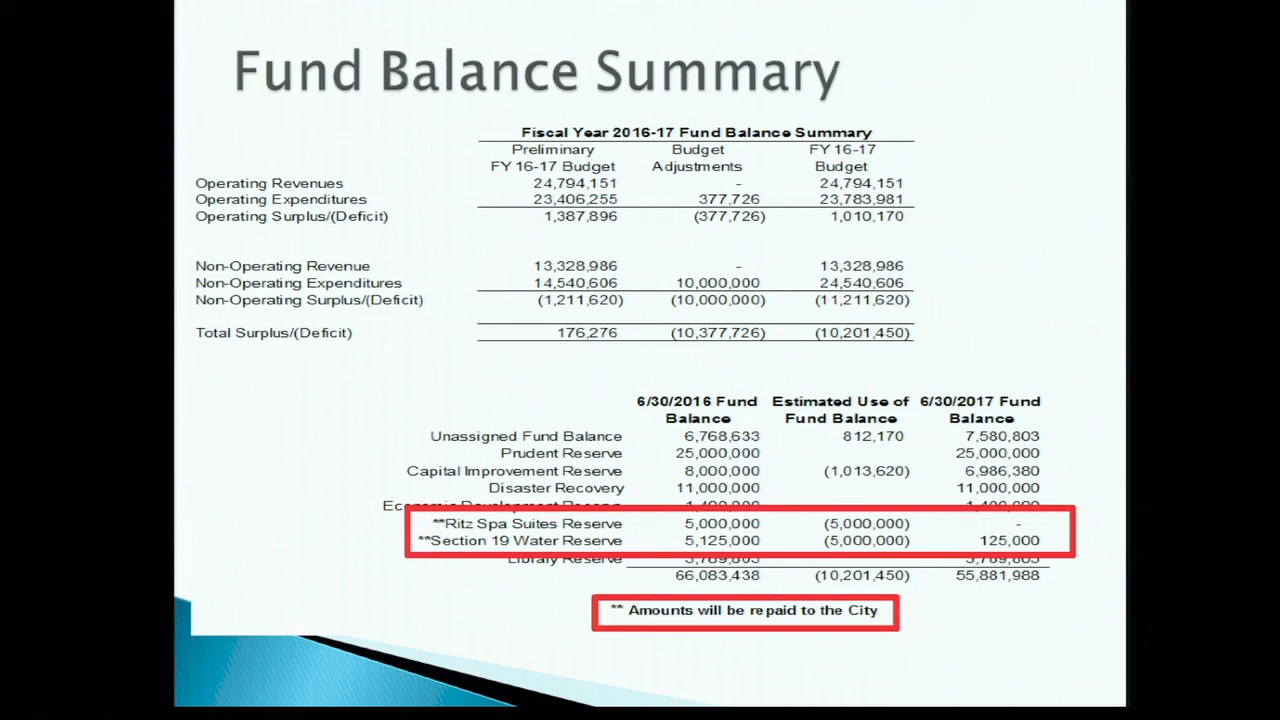 Fund Balance Summary
Fiscal Year 2016-17 Fund Balance Summary
Preliminary Budget FY 16-17
FY 16-17 Budget Adjustments Budget
Operating Revenues 24,794,151 - 24,794,151
Operating Expenditures 23,406,255 377,726 23,783,981
Operating Surplus/(Deficit) 1,387,896 (377,726) 1,010,170
Non-Operating Revenue 13,328,986 - 13,328,986
Non-Operating Expenditures 14,540,606 10,000,000 24,540,606
Non-Operating Surplus/(Deficit) (1,211,620) (10,000,000) (11,211,620)
Total Surplus/(Deficit) 176,276 (10,377,726) (10,201,450)
6/30/2016 Fund Estimated Use of 6/30/2017 Fund
Balance Fund Balance Balance
Unassigned Fund Balance 6,768,633 812,170 7,580,803
Prudent Reserve 25,000,000 25,000,000
Capital Improvement Reserve 8,000,000 (1,013,620) 6,986,380
Disaster Recovery 11,000,000 11,000,000
Economic Development Reserve
**Ritz Spa Suites Reserve 5,000,000 (5,000,000) -
**Section 19 Water Reserve 5,125,000 (5,000,000) 125,000
Library Reserve
66,083,438 (10,201,450) 55,881,988
** Amounts will be repaid to the City